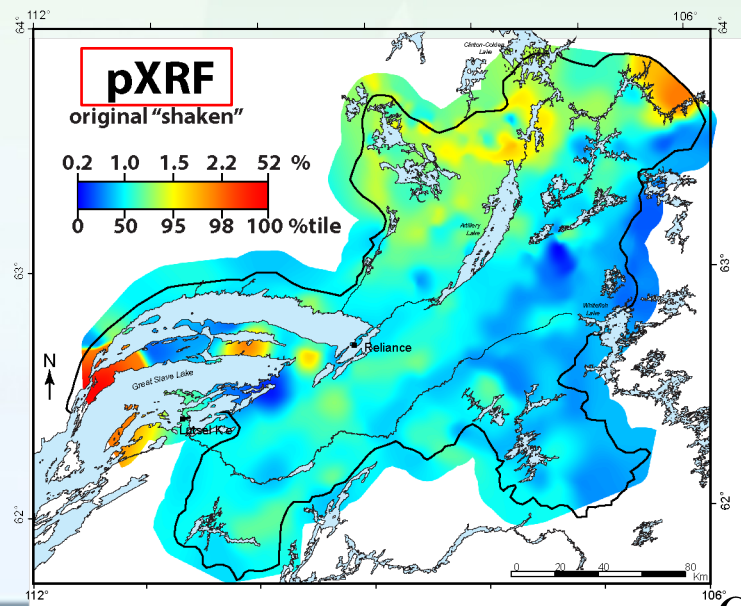 112°
106°
64°
64°
pXRF
original "shaken"
0.2 1.0 1.5 2.2 52 %
0 50 95 98 100 %tile
Clinton-Colden
Lake
Artillery
Lake
63°
63°
Whitefish
Lake
N
Reliance
Great Slave Lake
Lutsel K'e
62°
62°
0 20 40 80
Km
112°
106°